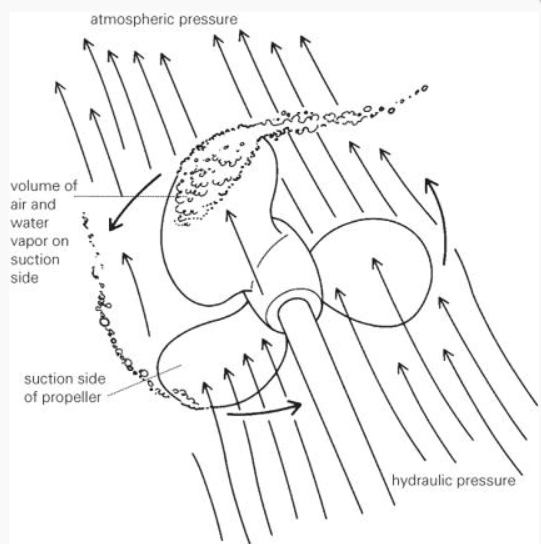 atmospheric pressure
volume of
air and
water
vapor on
suction
side
suction side
of propeller
hydraulic pressure